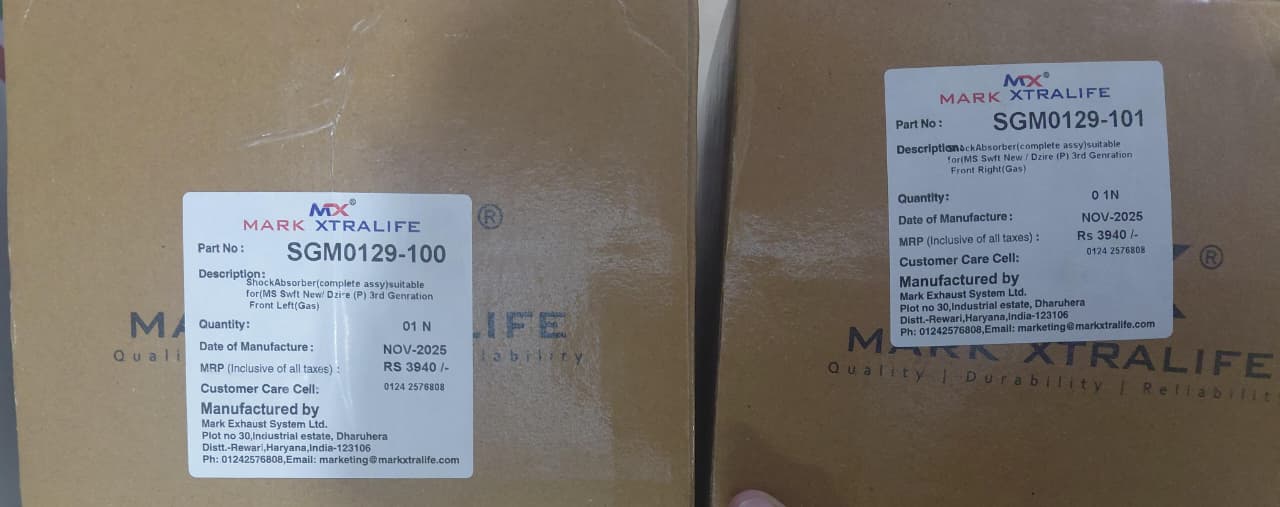 MX®
MARK XTRALIFE
Part No : SGM0129-100
Description:
ShockAbsorber(complete assy)suitable
for(MS Swft New/ Dzire (P) 3rd Genration
Front Left(Gas)
Quantity: 01 N
Date of Manufacture: NOV-2025
MRP (Inclusive of all taxes) : RS 3940 /-
Customer Care Cell: 0124 2576808
Manufactured by
Mark Exhaust System Ltd.
Plot no 30,Industrial estate, Dharuhera
Distt.-Rewari,Haryana,India-123106
Ph: 01242576808,Email: marketing@markxtralife.com
®
MX®
MARK XTRALIFE
Part No : SGM0129-101
Description:
ShockAbsorber(complete assy)suitable
for(MS Swft New / Dzire (P) 3rd Genration
Front Right(Gas)
Quantity: 0 1N
Date of Manufacture: NOV-2025
MRP (Inclusive of all taxes) : Rs 3940 /-
Customer Care Cell: 0124 2576808
Manufactured by
Mark Exhaust System Ltd.
Plot no 30,Industrial estate, Dharuhera
Distt.-Rewari,Haryana,India-123106
Ph: 01242576808,Email: marketing@markxtralife.com
®
MARK XTRALIFE
Quality | Durability |